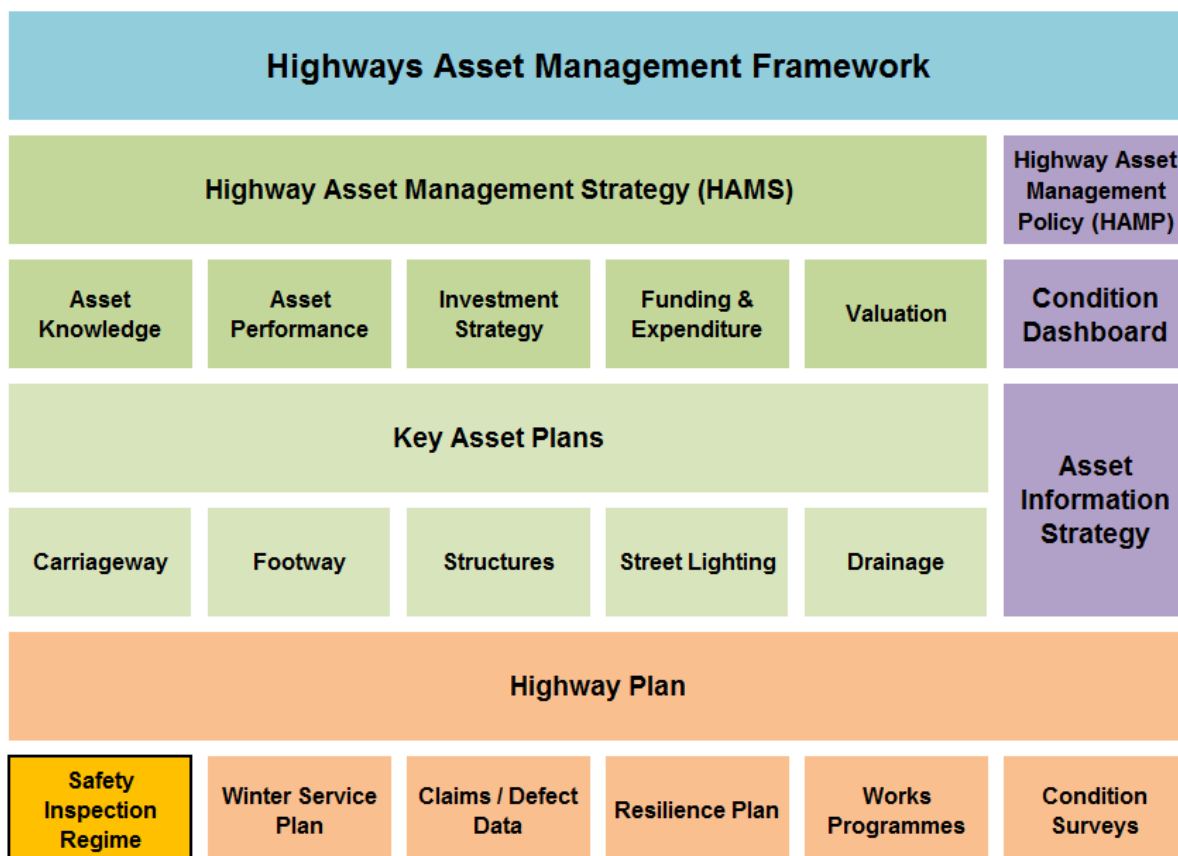 Highways Asset Management Framework
Highway Asset Management Strategy (HAMS)
Highway Asset
Management
Policy (HAMP)
Asset
Knowledge
Asset
Performance
Investment
Strategy
Funding &
Expenditure
Valuation
Condition
Dashboard
Key Asset Plans
Asset
Information
Strategy
Carriageway
Footway
Structures
Street Lighting
Drainage
Highway Plan
Safety
Inspection
Regime
Winter Service
Plan
Claims / Defect
Data
Resilience Plan
Works
Programmes
Condition
Surveys